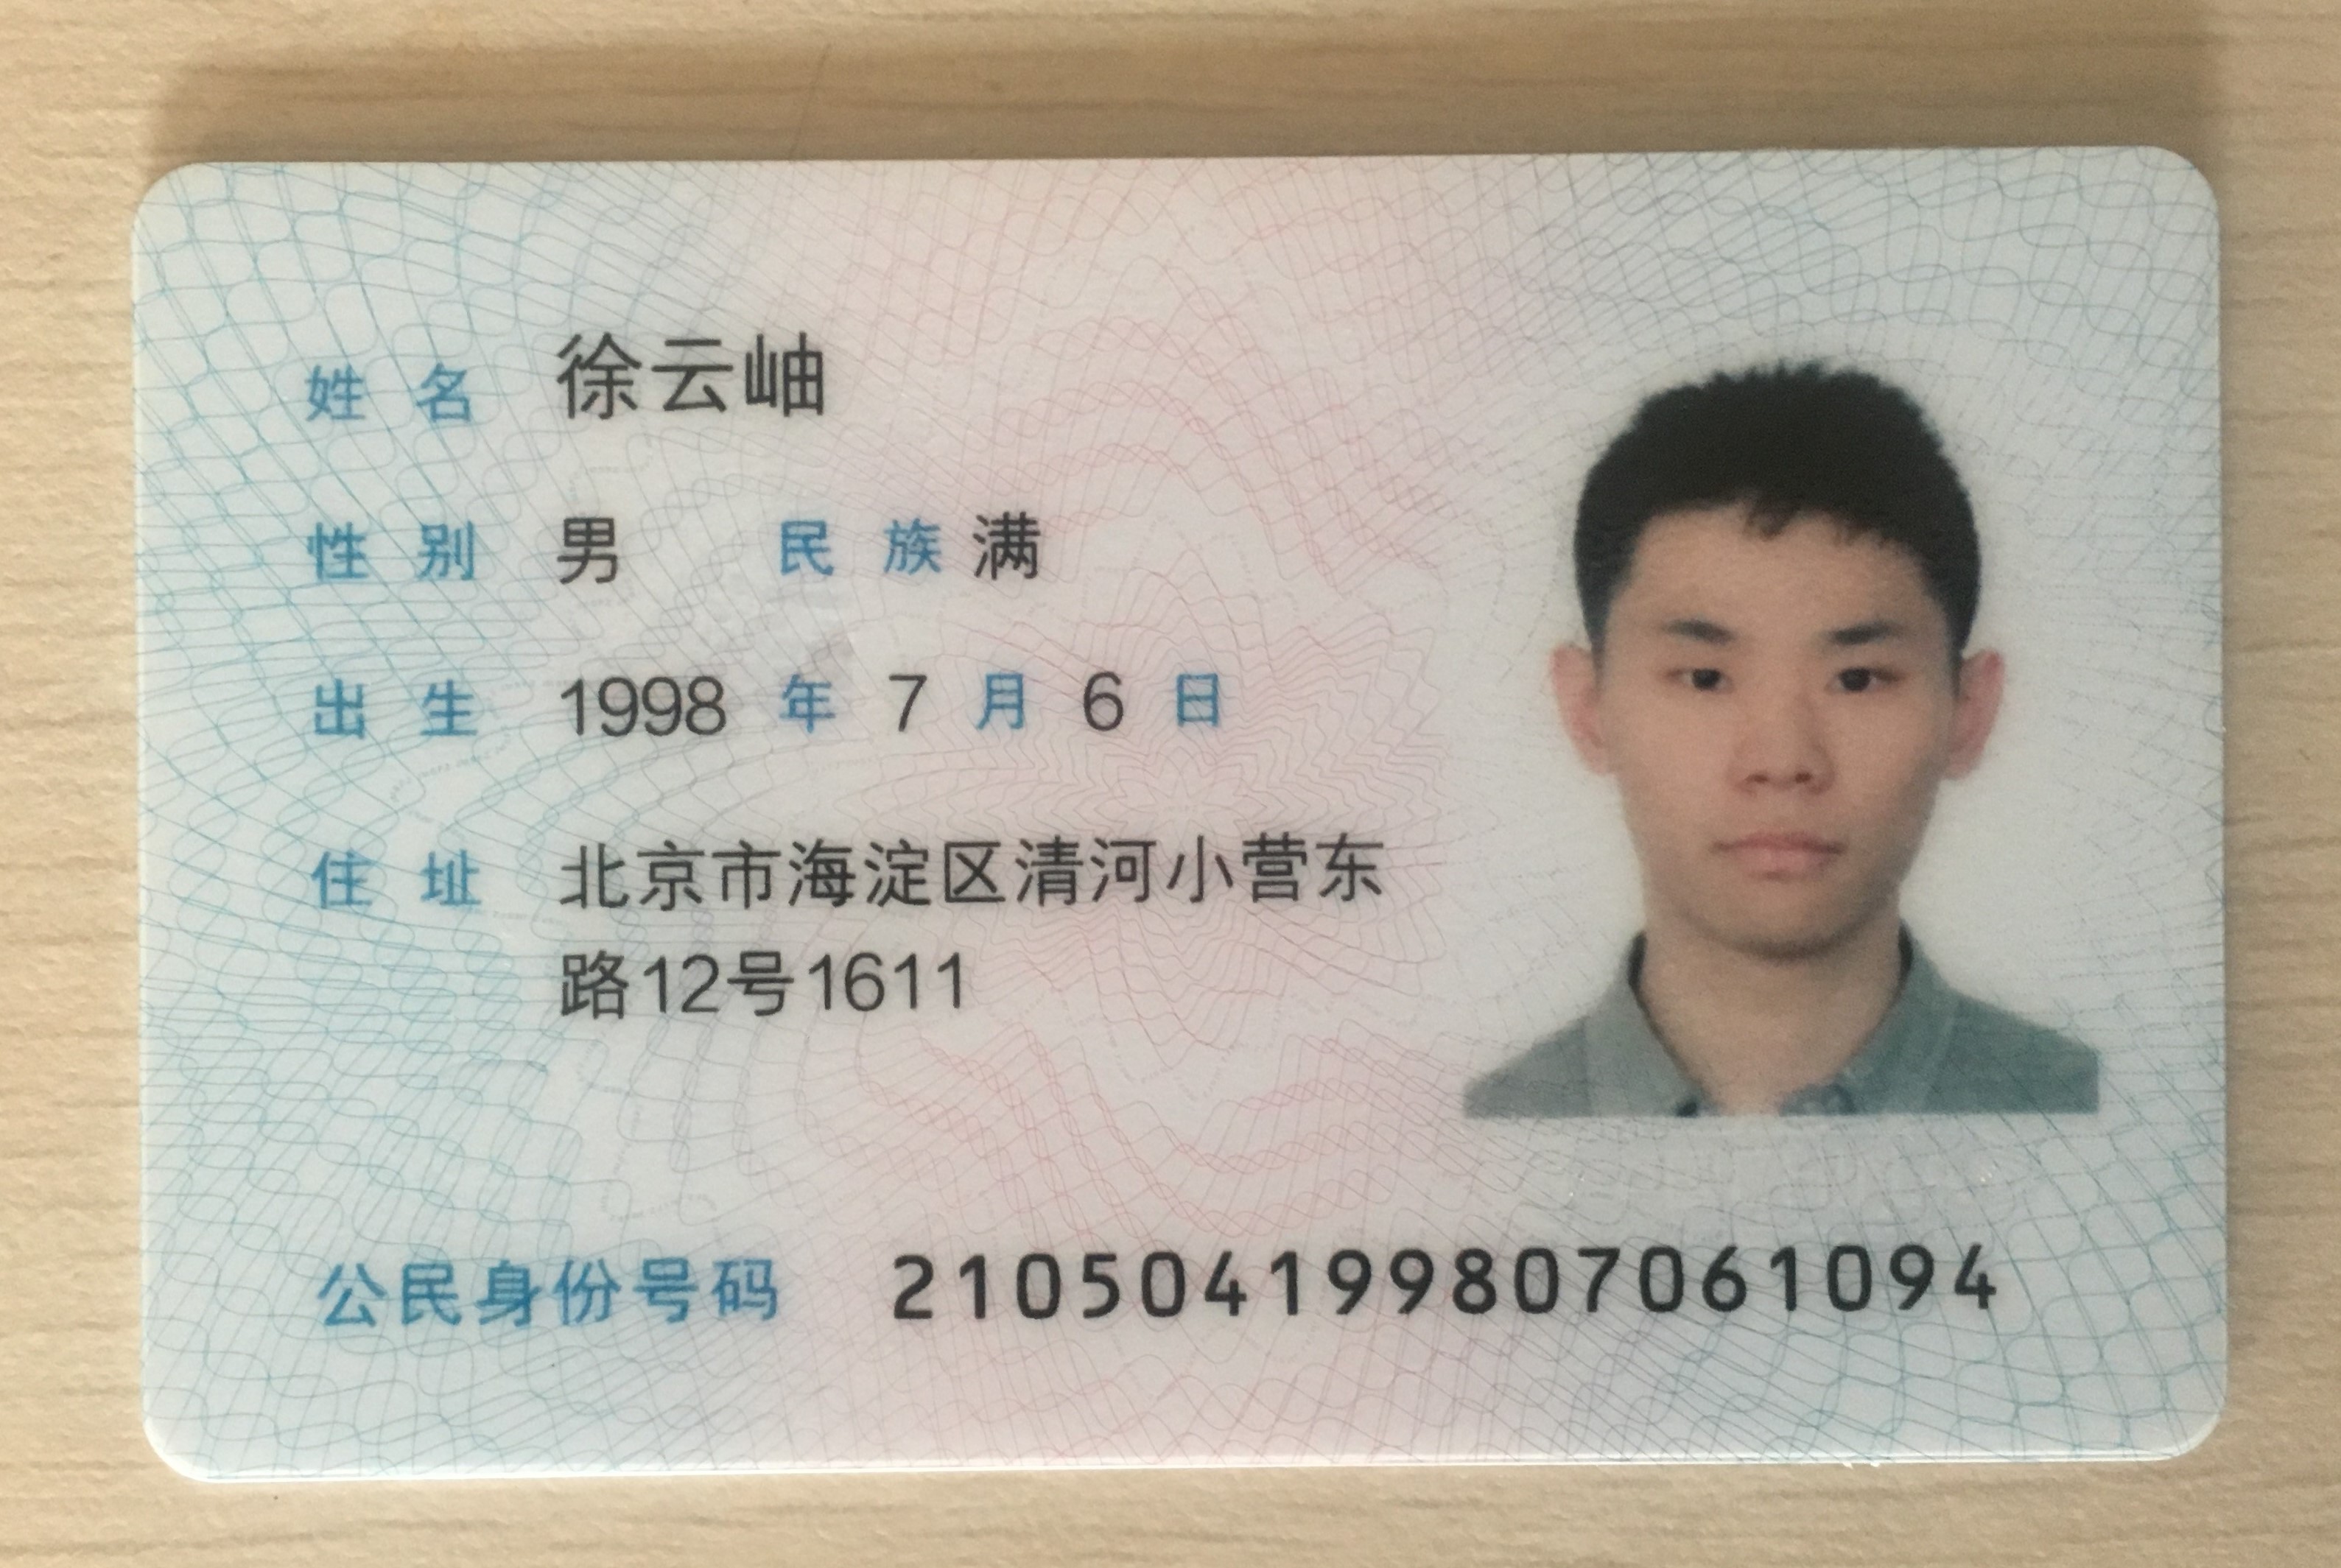 姓名 徐云岫
性别 男 民族 满
出生 1998 年 7 月 6 日
住址 北京市海淀区清河小营东
路12号1611
公民身份号码 210504199807061094